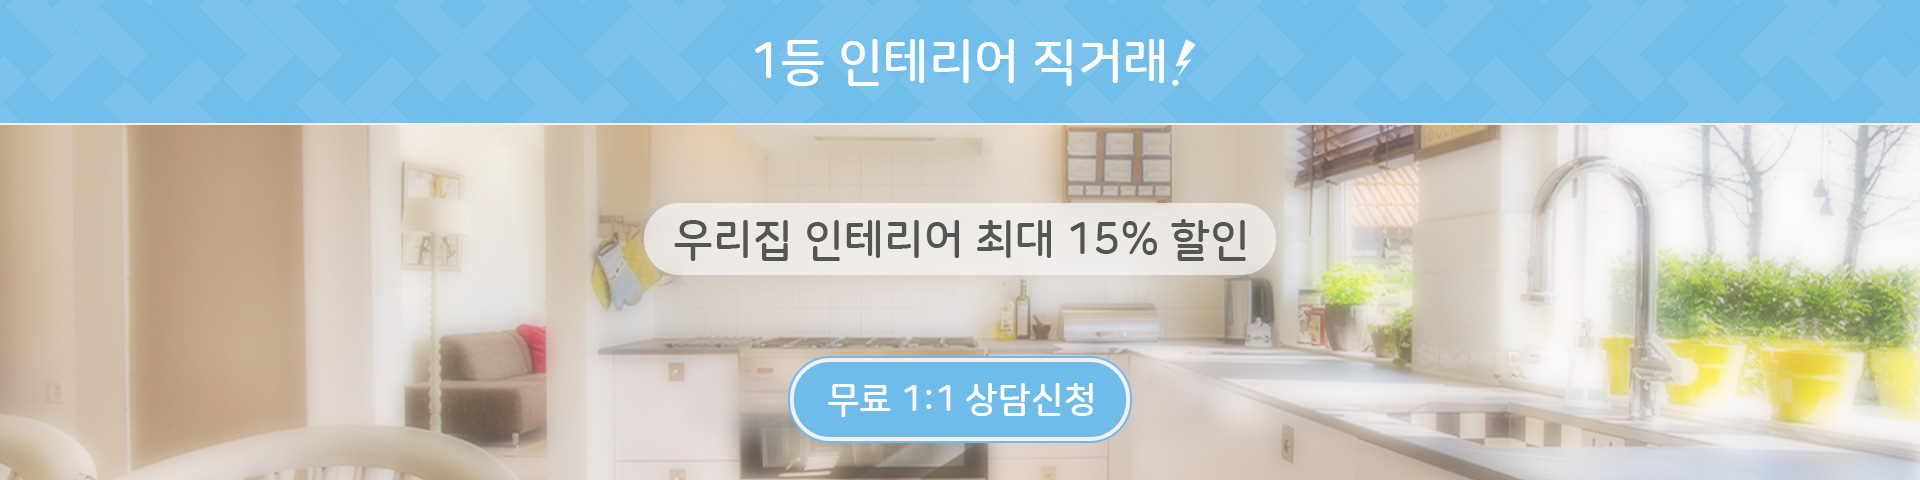 1등 인테리어 직거래!
우리집 인테리어 최대 15% 할인
무료 1:1 상담신청